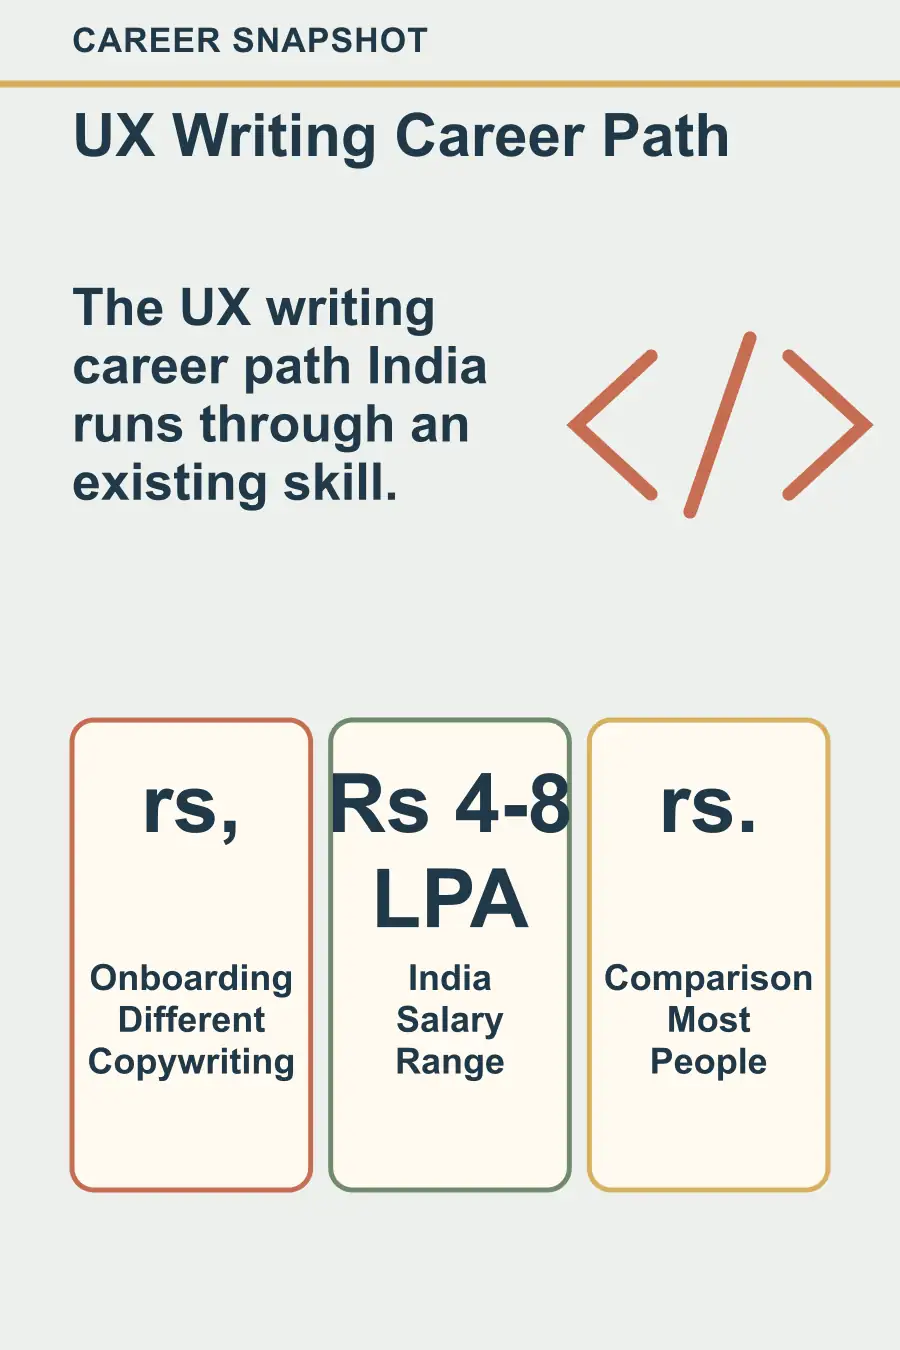 CAREER SNAPSHOT
UX Writing Career Path
The UX writing
career path India
runs through an
existing skill.
rs,
Onboarding
Different
Copywriting
Rs 4-8
LPA
India
Salary
Range
rs.
Comparison
Most
People